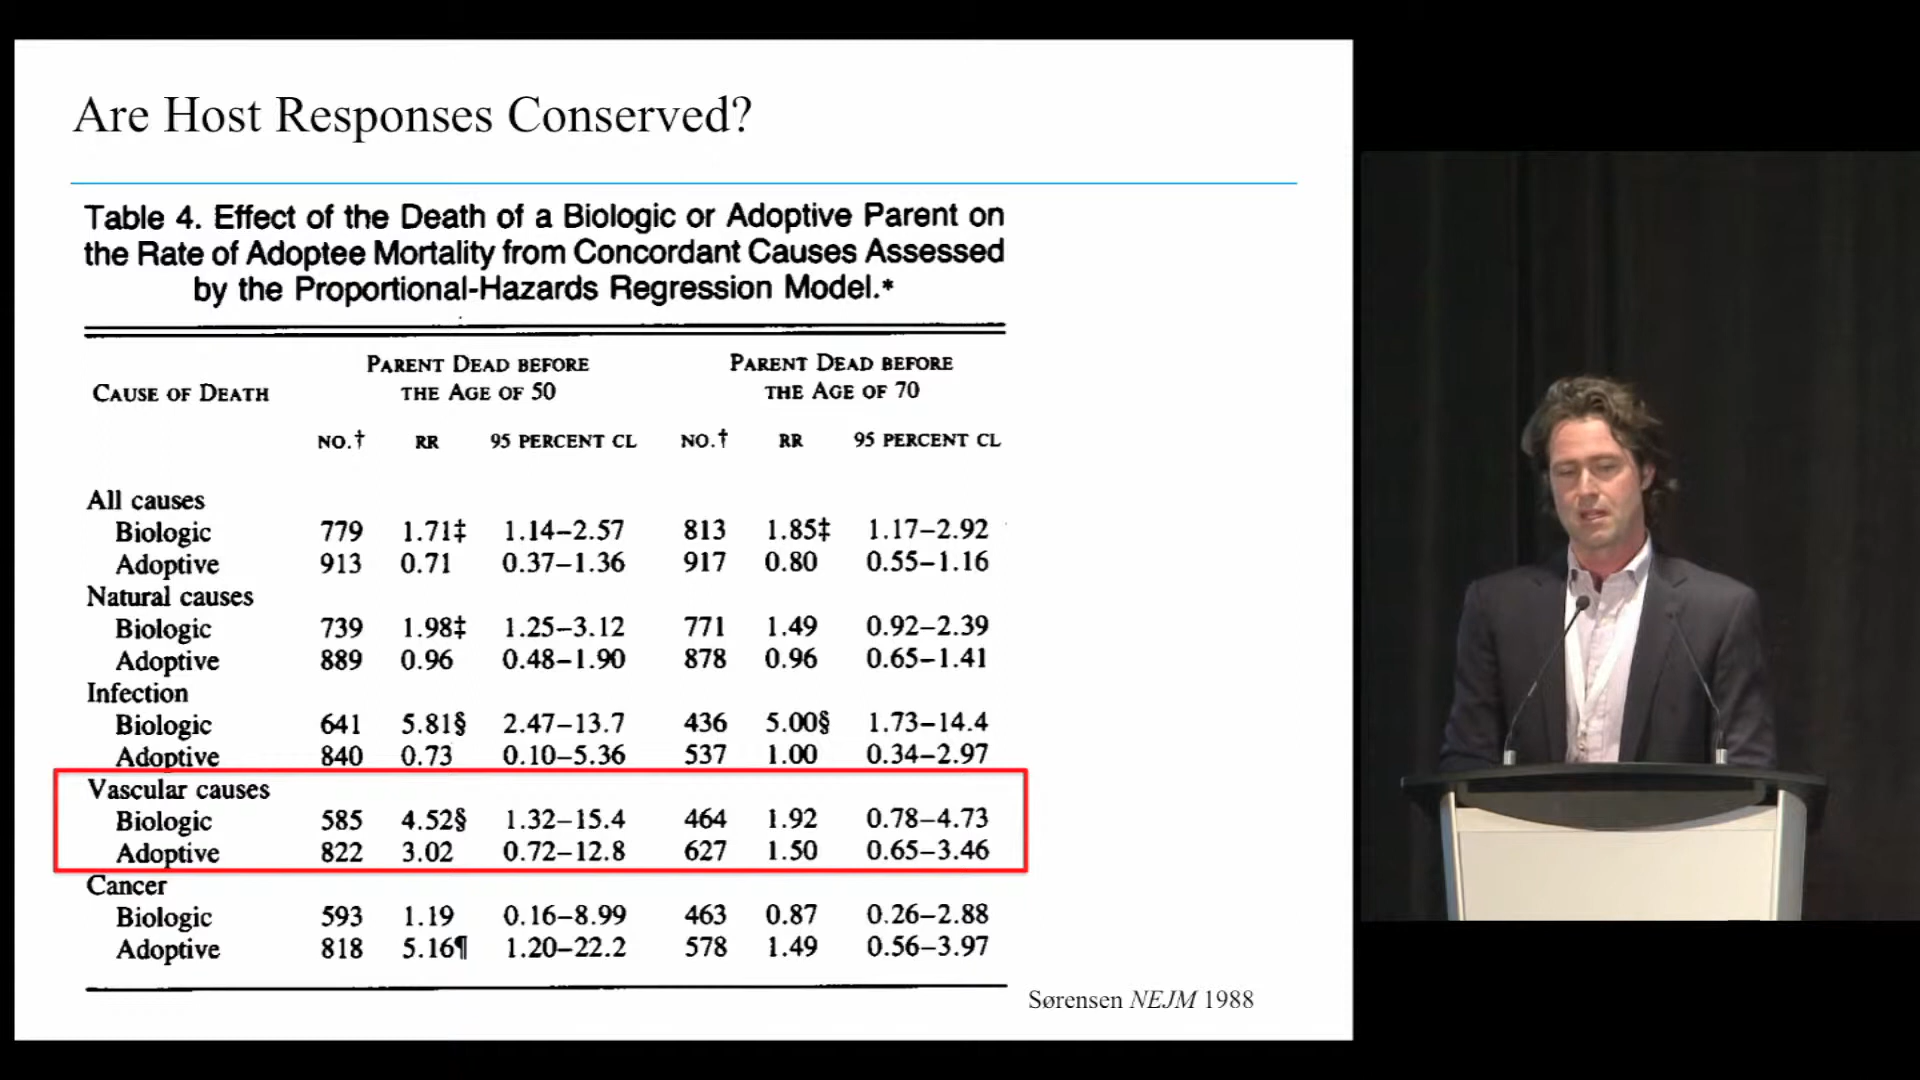 Are Host Responses Conserved?
Table 4. Effect of the Death of a Biologic or Adoptive Parent on
the Rate of Adoptee Mortality from Concordant Causes Assessed
by the Proportional-Hazards Regression Model.*
CAUSE OF DEATH PARENT DEAD BEFORE THE AGE OF 50 PARENT DEAD BEFORE THE AGE OF 70
NO.† RR 95 PERCENT CL NO.† RR 95 PERCENT CL
All causes
Biologic 779 1.71‡ 1.14–2.57 813 1.85‡ 1.17–2.92
Adoptive 913 0.71 0.37–1.36 917 0.80 0.55–1.16
Natural causes
Biologic 739 1.98‡ 1.25–3.12 771 1.49 0.92–2.39
Adoptive 889 0.96 0.48–1.90 878 0.96 0.65–1.41
Infection
Biologic 641 5.81§ 2.47–13.7 436 5.00§ 1.73–14.4
Adoptive 840 0.73 0.10–5.36 537 1.00 0.34–2.97
Vascular causes
Biologic 585 4.52§ 1.32–15.4 464 1.92 0.78–4.73
Adoptive 822 3.02 0.72–12.8 627 1.50 0.65–3.46
Cancer
Biologic 593 1.19 0.16–8.99 463 0.87 0.26–2.88
Adoptive 818 5.16¶ 1.20–22.2 578 1.49 0.56–3.97
Sørensen NEJM 1988